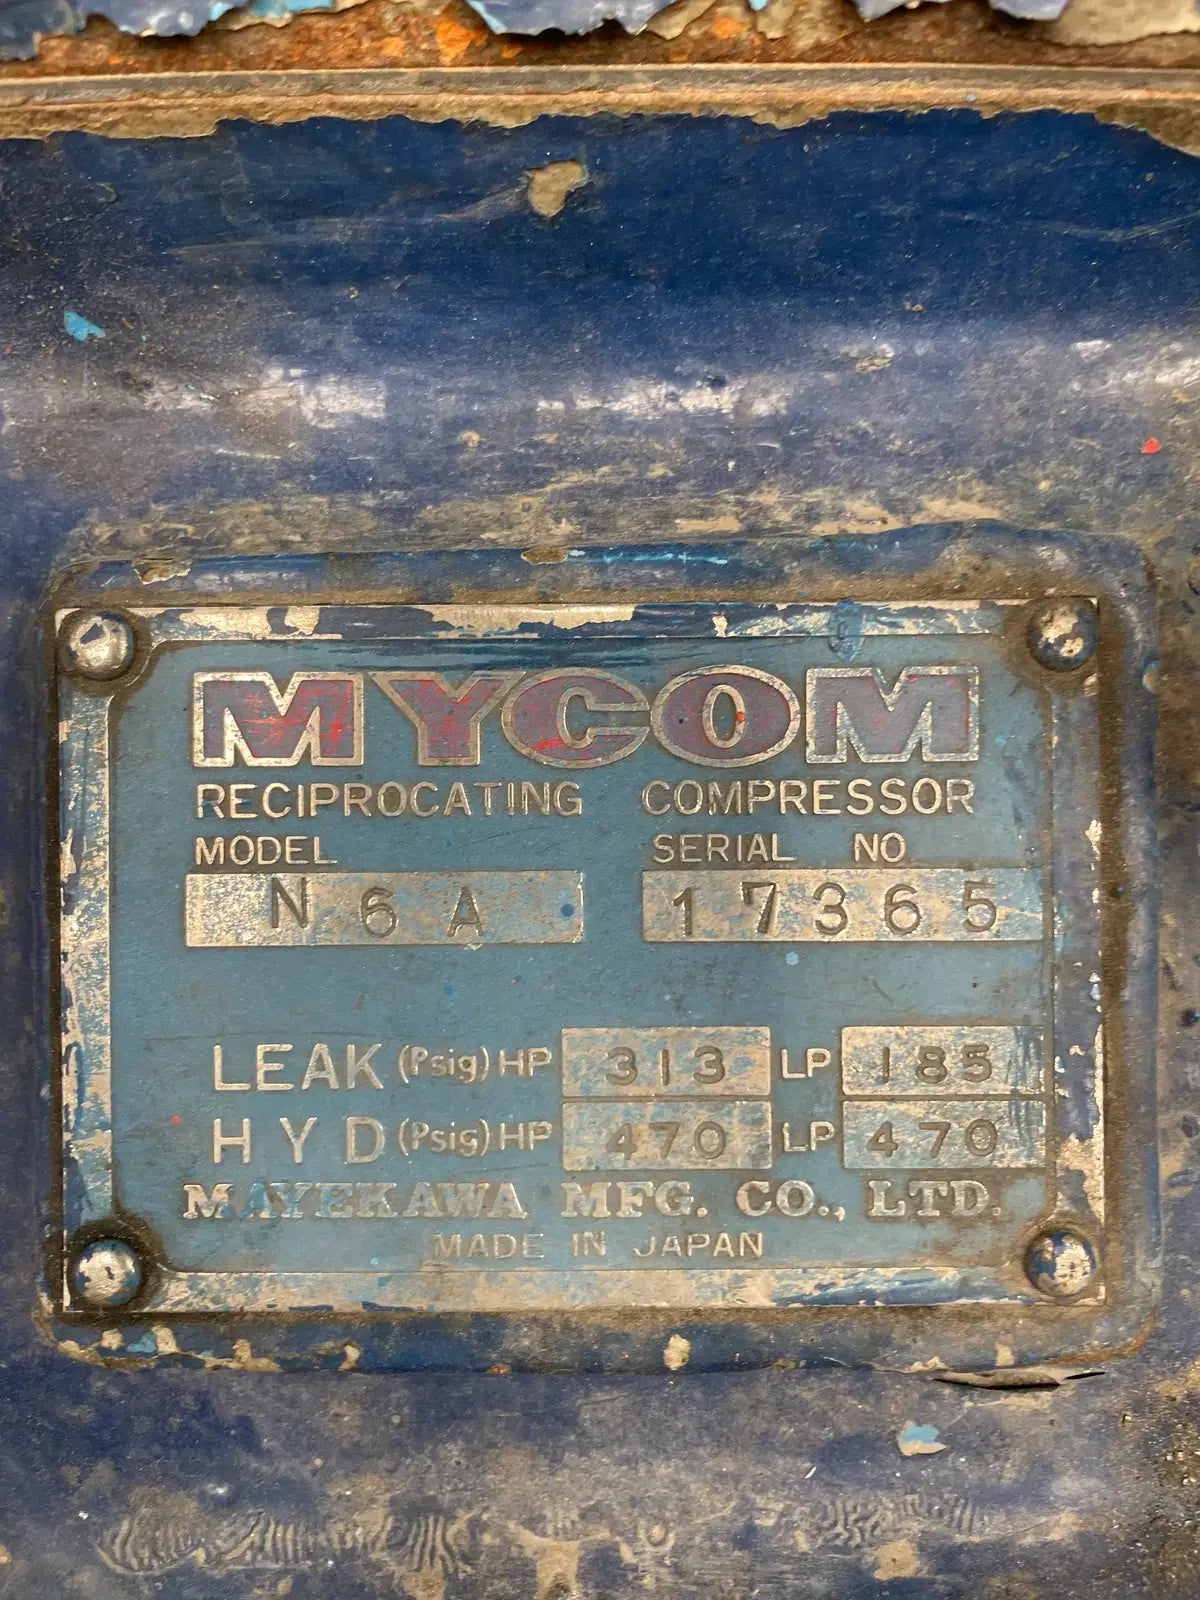 MYCOM
RECIPROCATING COMPRESSOR
MODEL SERIAL NO
N6A 17365
LEAK (Psig) HP 313 LP 185
HYD (Psig) HP 470 LP 470
MAYEKAWA MFG. CO., LTD.
MADE IN JAPAN